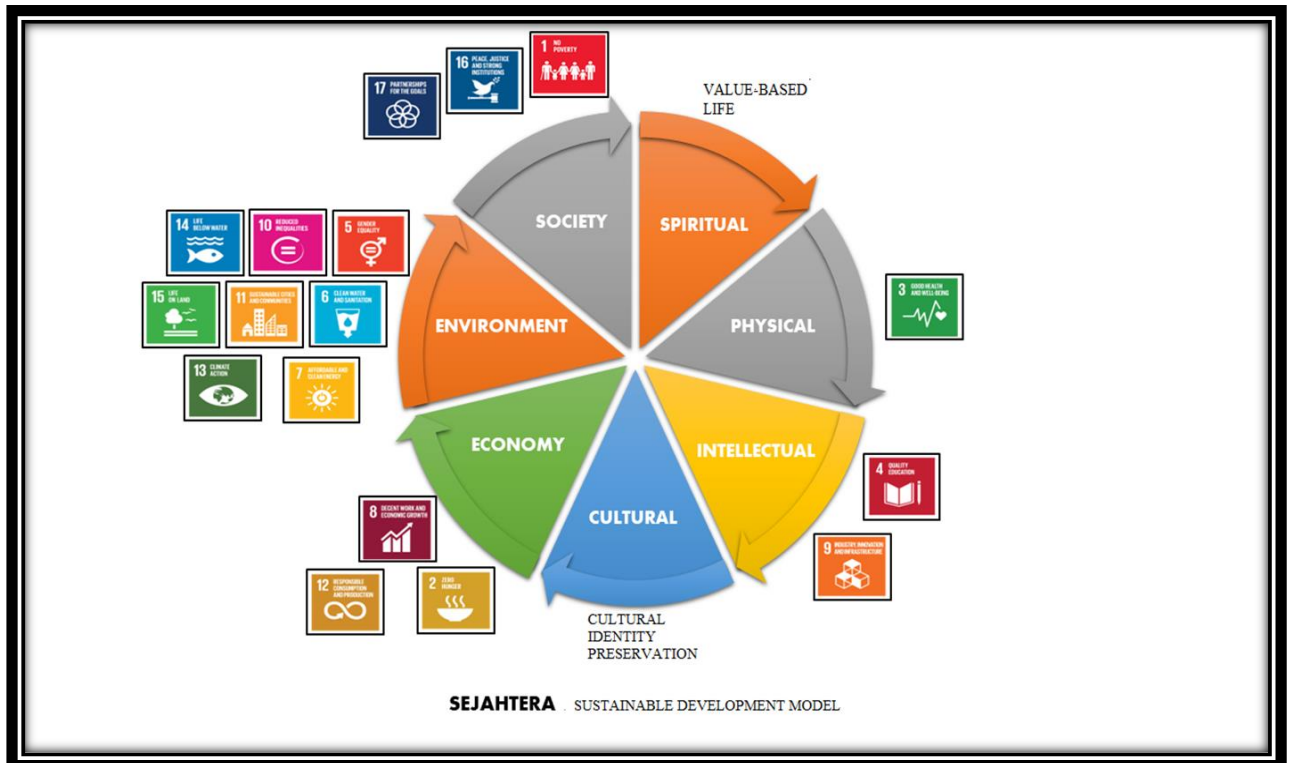 1 NO
POVERTY
16 PEACE, JUSTICE
AND STRONG
INSTITUTIONS
17 PARTNERSHIPS
FOR THE GOALS
VALUE-BASED
LIFE
SOCIETY
SPIRITUAL
14 LIFE
BELOW WATER
10 REDUCED
INEQUALITIES
5 GENDER
EQUALITY
15 LIFE
ON LAND
11 SUSTAINABLE CITIES
AND COMMUNITIES
6 CLEAN WATER
AND SANITATION
13 CLIMATE
ACTION
7 AFFORDABLE AND
CLEAN ENERGY
ENVIRONMENT
PHYSICAL
3 GOOD HEALTH
AND WELL-BEING
ECONOMY
INTELLECTUAL
4 QUALITY
EDUCATION
CULTURAL
8 DECENT WORK AND
ECONOMIC GROWTH
9 INDUSTRY, INNOVATION
AND INFRASTRUCTURE
12 RESPONSIBLE
CONSUMPTION
AND PRODUCTION
2 ZERO
HUNGER
CULTURAL
IDENTITY
PRESERVATION
SEJAHTERA . SUSTAINABLE DEVELOPMENT MODEL